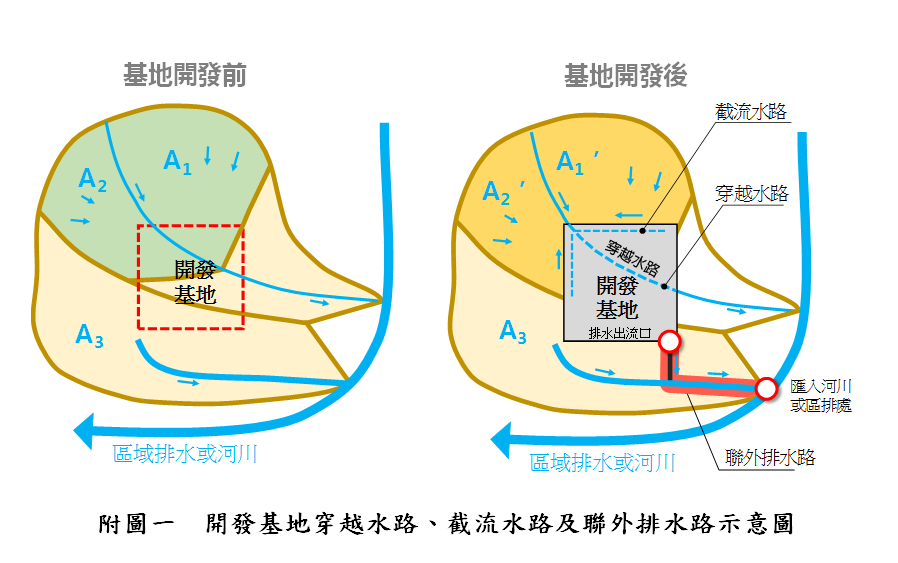 基地開發前
A1
A2
開發
基地
A3
區域排水或河川
基地開發後
截流水路
A1′
A2′
穿越水路
穿越水路
開發
基地
排水出流口
A3
匯入河川
或區排處
聯外排水路
區域排水或河川
附圖一 開發基地穿越水路、截流水路及聯外排水路示意圖